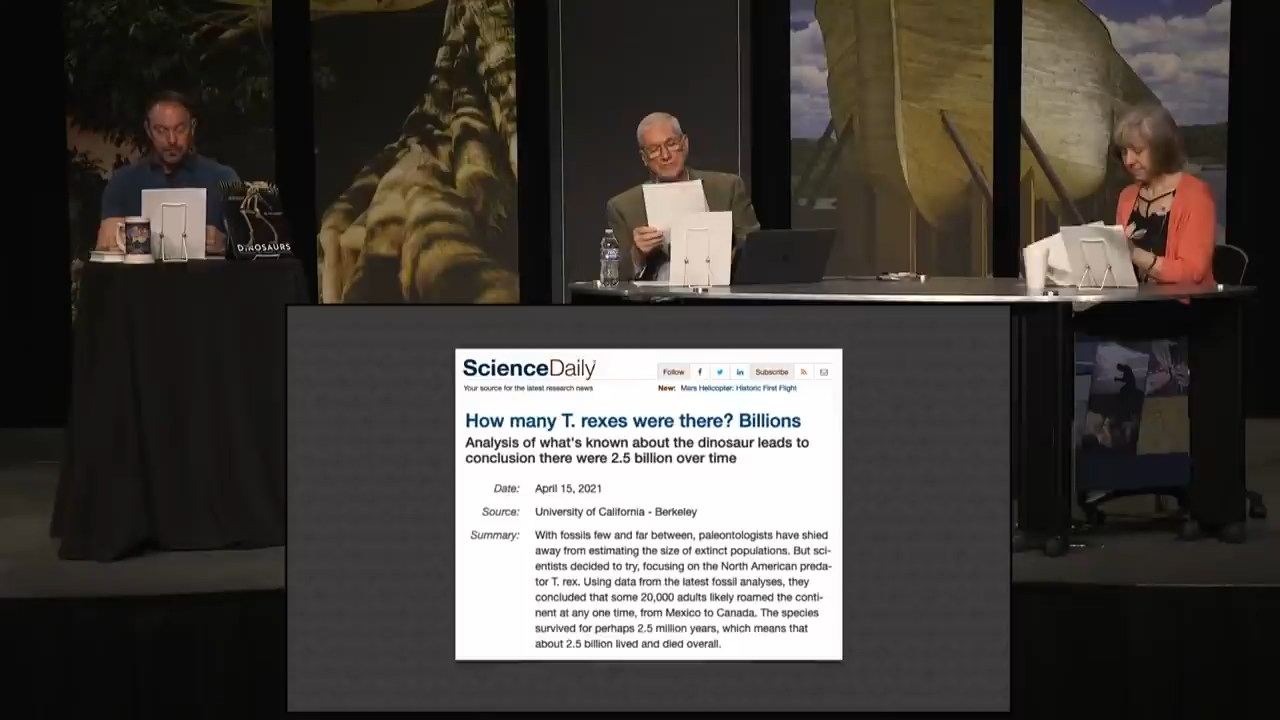 DINOSAURS
ScienceDaily
Your source for the latest research news
Follow
Subscribe
New: Mars Helicopter: Historic First Flight
How many T. rexes were there? Billions
Analysis of what's known about the dinosaur leads to
conclusion there were 2.5 billion over time
Date: April 15, 2021
Source: University of California - Berkeley
Summary: With fossils few and far between, paleontologists have shied
away from estimating the size of extinct populations. But sci-
entists decided to try, focusing on the North American preda-
tor T. rex. Using data from the latest fossil analyses, they
concluded that some 20,000 adults likely roamed the conti-
nent at any one time, from Mexico to Canada. The species
survived for perhaps 2.5 million years, which means that
about 2.5 billion lived and died overall.